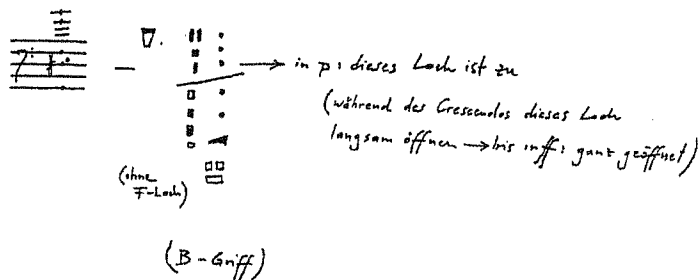 in p: dieses Loch ist zu
(während des Crescendos dieses Loch
langsam öffnen → bis in ff: ganz geöffnet)
(ohne
F-Loch)
(B-Griff)